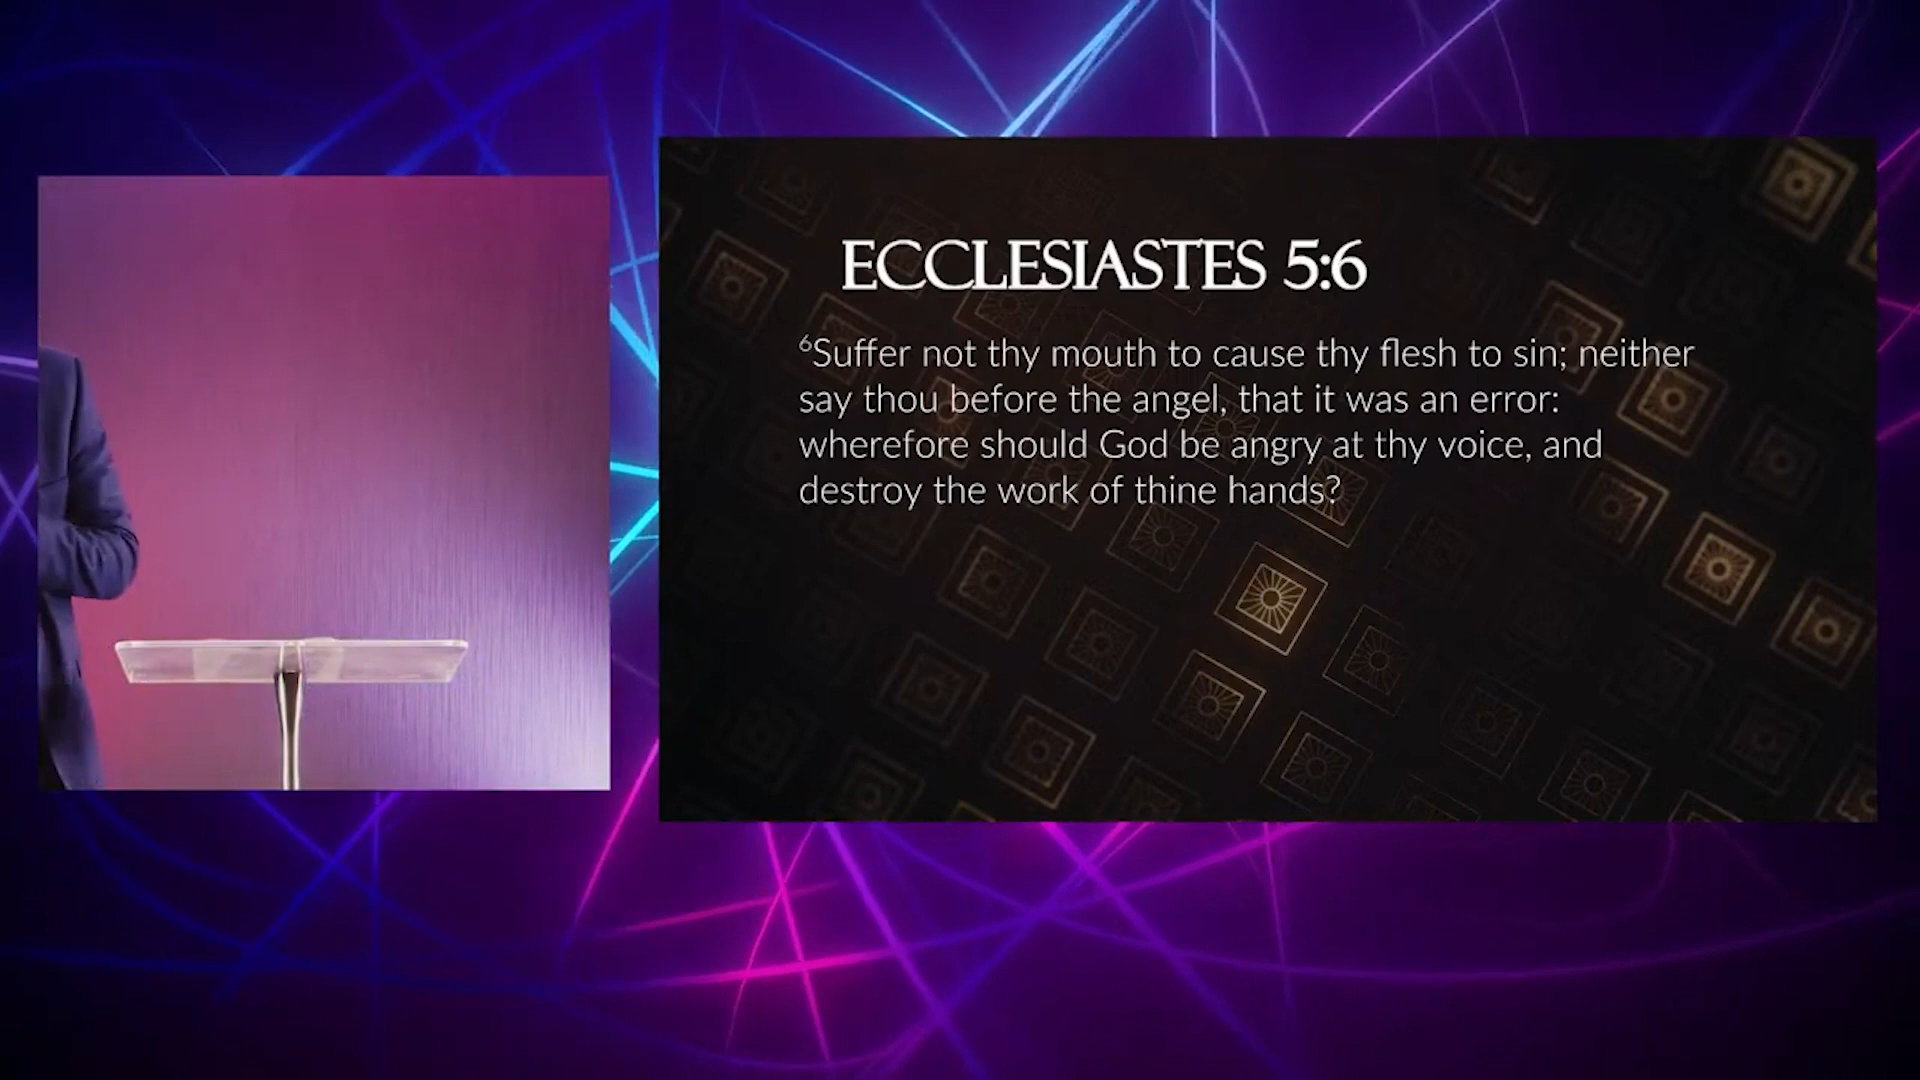 ECCLESIASTES 5:6
⁶Suffer not thy mouth to cause thy flesh to sin; neither
say thou before the angel, that it was an error:
wherefore should God be angry at thy voice, and
destroy the work of thine hands?